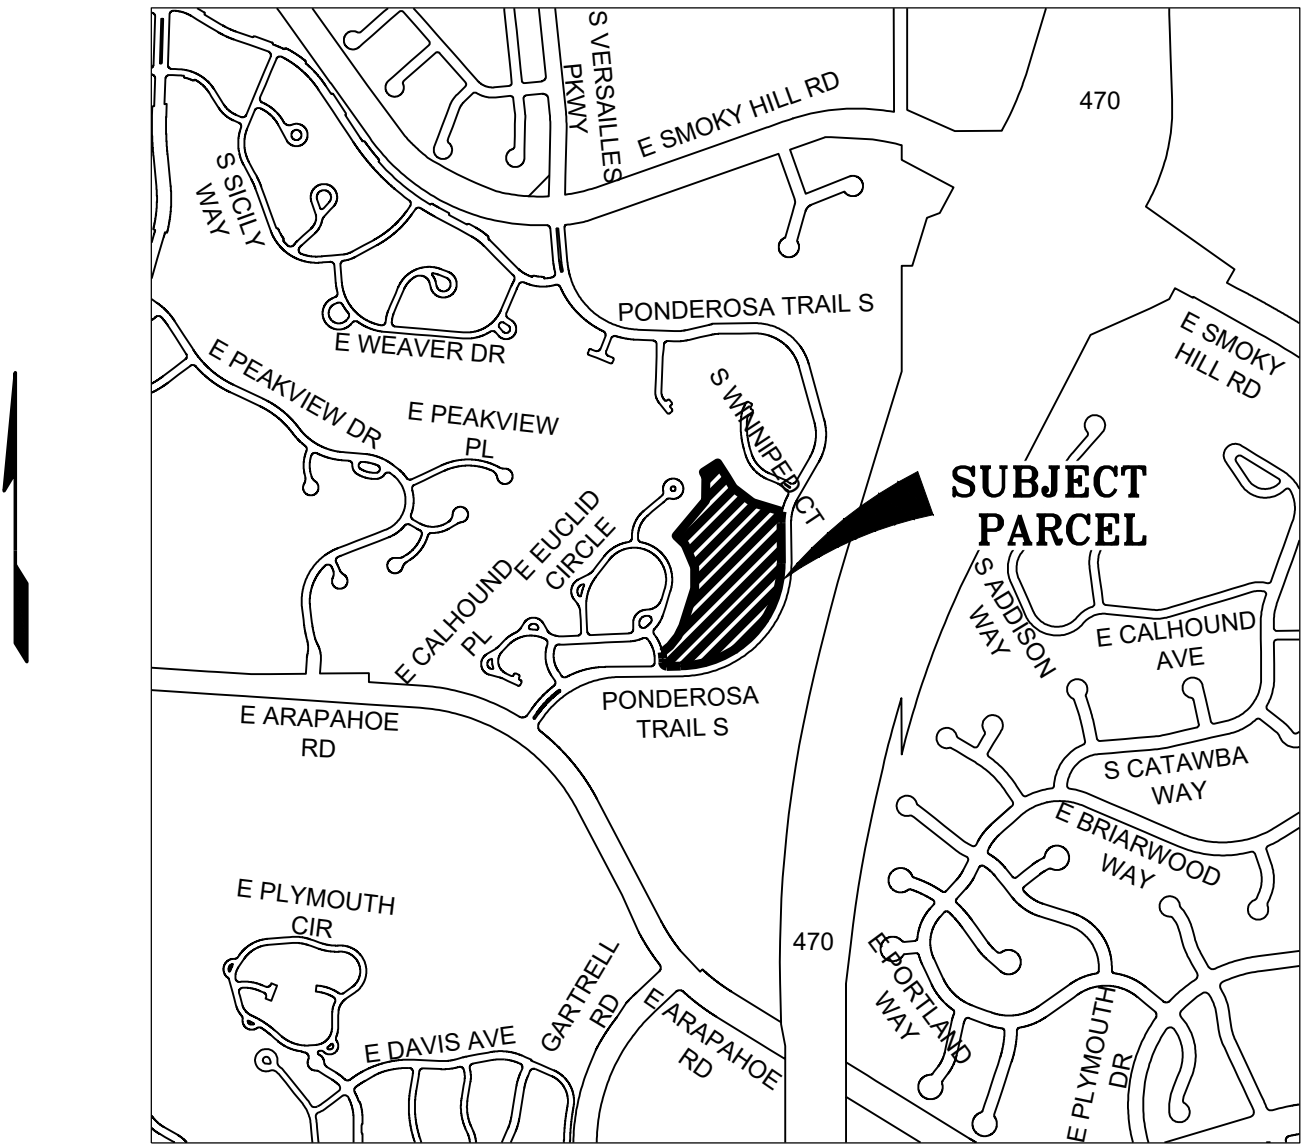 S VERSAILLES
PKWY
E SMOKY HILL RD
470
S SICILY
WAY
PONDEROSA TRAIL S
E WEAVER DR
E SMOKY
HILL RD
E PEAKVIEW DR
E PEAKVIEW
PL
S WINNIPEP CT
SUBJECT
PARCEL
E EUCLID
CIRCLE
E CALHOUND
PL
S ADDISON
WAY
E CALHOUND
AVE
E ARAPAHOE
RD
PONDEROSA
TRAIL S
S CATAWBA
WAY
E BRIARWOOD
WAY
E PLYMOUTH
CIR
470
E PORTLAND
WAY
GARTRELL
RD
E ARAPAHOE
RD
E DAVIS AVE
E PLYMOUTH
DR